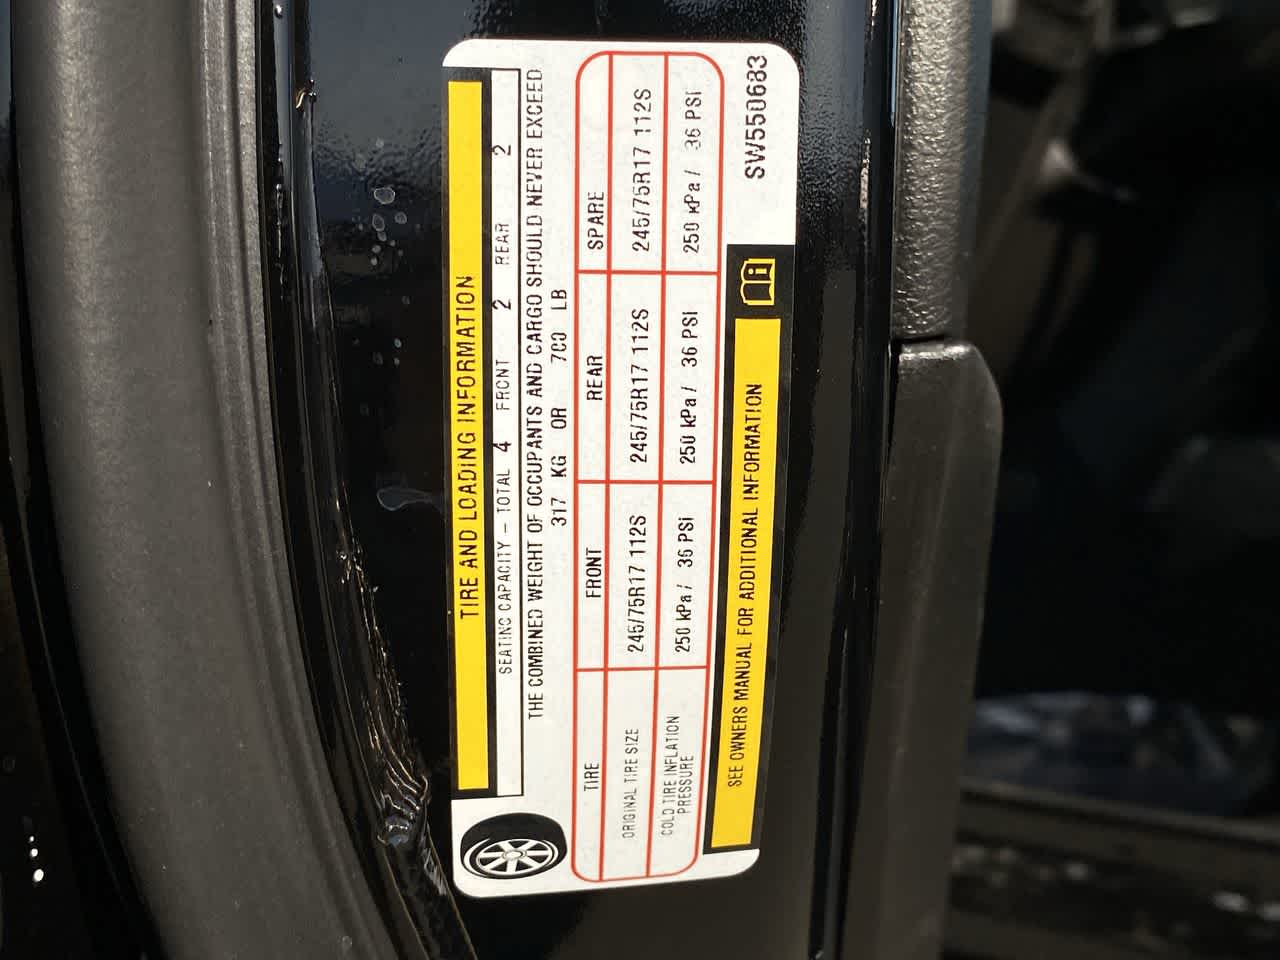 TIRE AND LOADING INFORMATION
SEATING CAPACITY – TOTAL 4 FRONT 2 REAR 2
THE COMBINED WEIGHT OF OCCUPANTS AND CARGO SHOULD NEVER EXCEED
317 KG OR 700 LB
TIRE FRONT REAR SPARE
ORIGINAL TIRE SIZE 245/75R17 112S 245/75R17 112S 245/75R17 112S
COLD TIRE INFLATION PRESSURE 250 kPa / 36 PSI 250 kPa / 36 PSI 250 kPa / 36 PSI
SEE OWNERS MANUAL FOR ADDITIONAL INFORMATION
SW550683